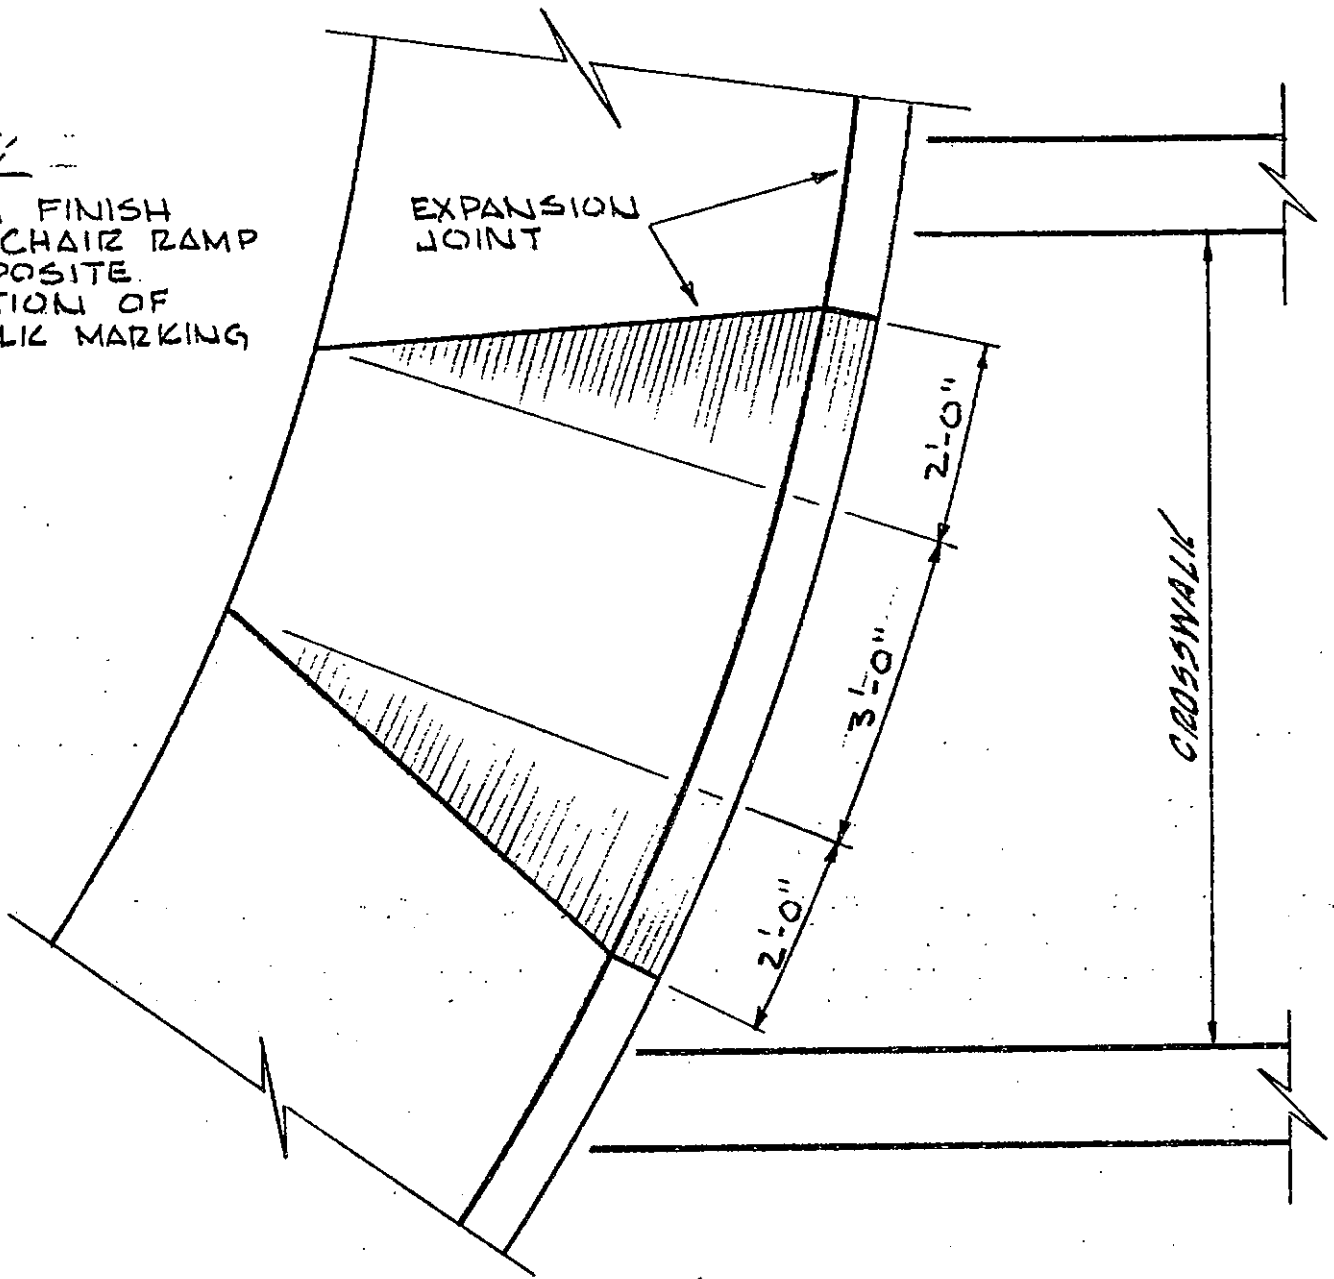 FINISH
CHAIR RAMP
POSITE
TION OF
LK MARKING
EXPANSION
JOINT
2'-0"
3'-0"
2'-0"
CROSSWALK